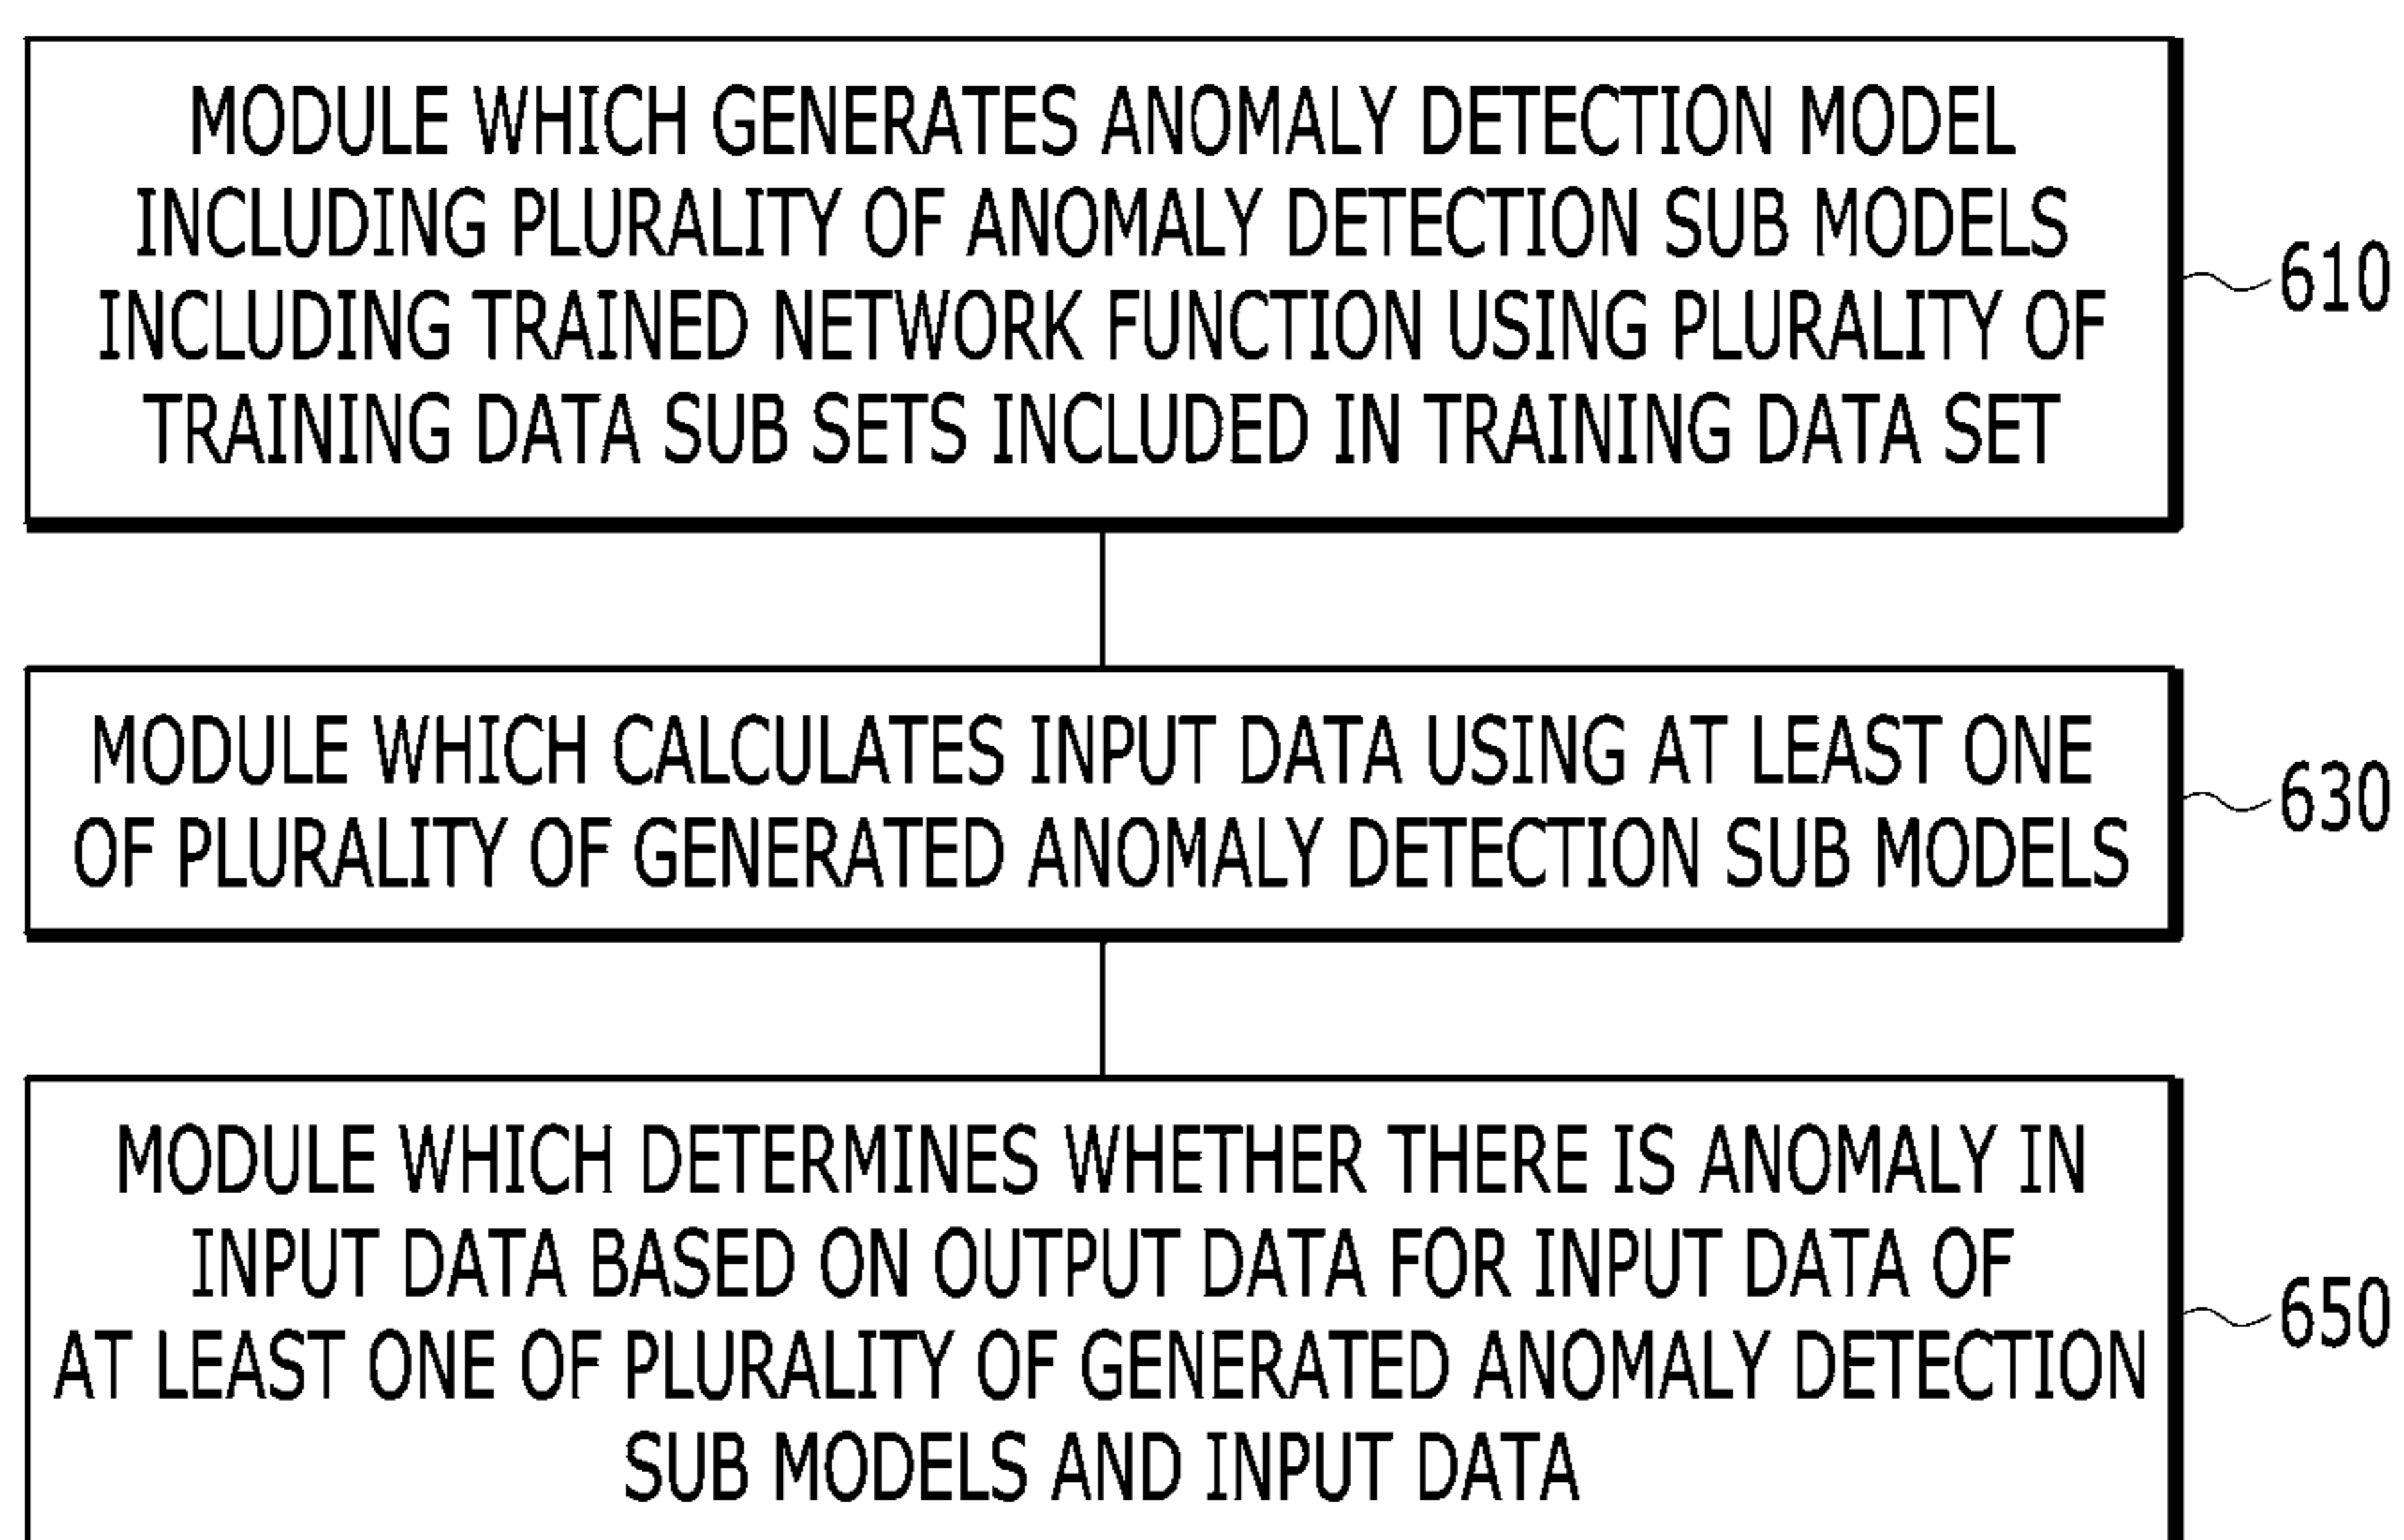 MODULE WHICH GENERATES ANOMALY DETECTION MODEL
INCLUDING PLURALITY OF ANOMALY DETECTION SUB MODELS
INCLUDING TRAINED NETWORK FUNCTION USING PLURALITY OF
TRAINING DATA SUB SETS INCLUDED IN TRAINING DATA SET
610
MODULE WHICH CALCULATES INPUT DATA USING AT LEAST ONE
OF PLURALITY OF GENERATED ANOMALY DETECTION SUB MODELS
630
MODULE WHICH DETERMINES WHETHER THERE IS ANOMALY IN
INPUT DATA BASED ON OUTPUT DATA FOR INPUT DATA OF
AT LEAST ONE OF PLURALITY OF GENERATED ANOMALY DETECTION
SUB MODELS AND INPUT DATA
650